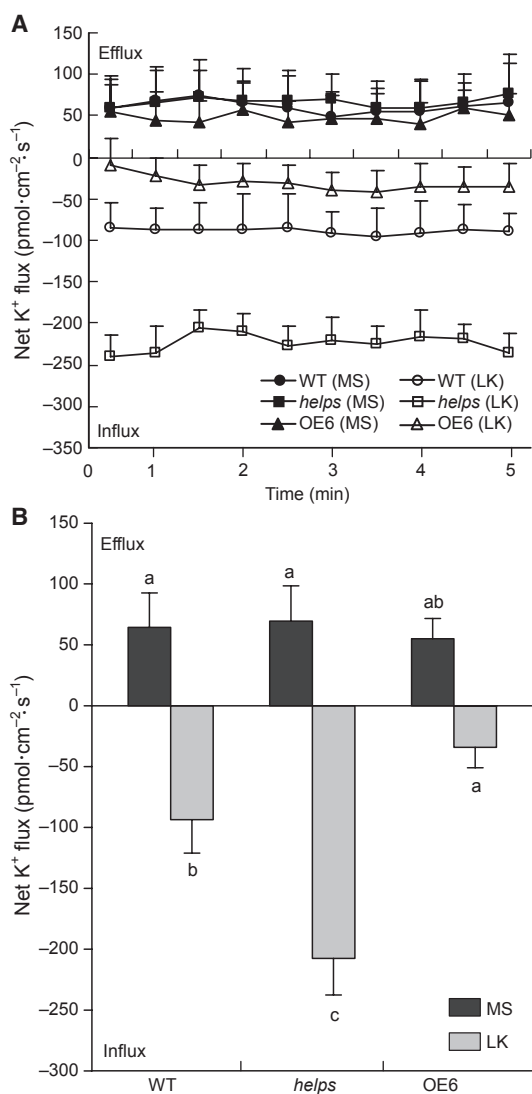 A
Efflux
Net K⁺ flux (pmol·cm⁻²·s⁻¹)
150
100
50
0
−50
−100
−150
−200
−250
−300
−350
WT (MS)
WT (LK)
helps (MS)
helps (LK)
OE6 (MS)
OE6 (LK)
Influx
0 1 2 3 4 5
Time (min)
B
Efflux
Net K⁺ flux (pmol·cm⁻²·s⁻¹)
150
100
50
0
−50
−100
−150
−200
−250
−300
a
a
ab
b
c
a
MS
LK
Influx
WT helps OE6